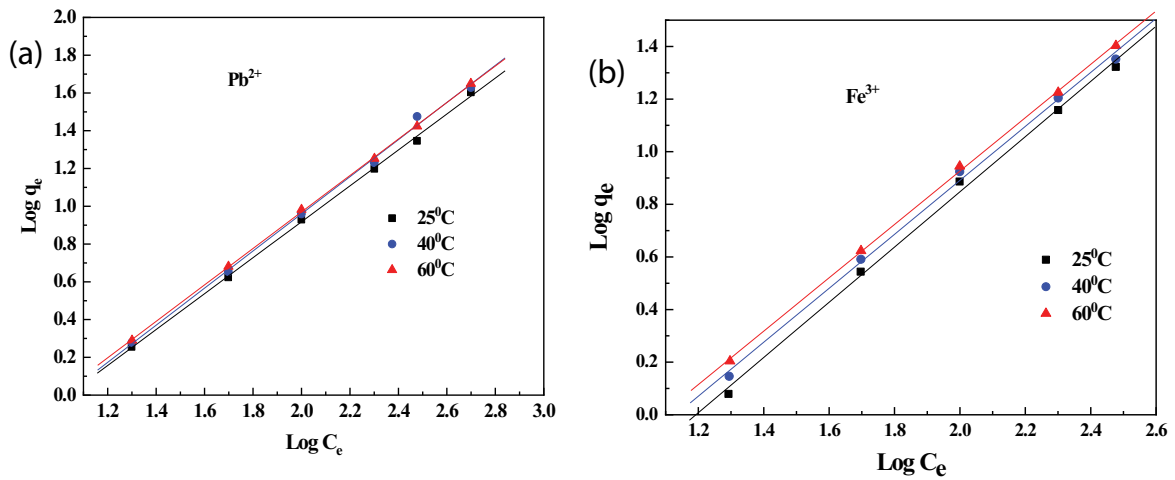 (a)
Pb²⁺
2.0
1.8
1.6
1.4
1.2
1.0
0.8
0.6
0.4
0.2
0.0
Log qₑ
25⁰C
40⁰C
60⁰C
1.2 1.4 1.6 1.8 2.0 2.2 2.4 2.6 2.8 3.0
Log Cₑ
(b)
Fe³⁺
1.4
1.2
1.0
0.8
0.6
0.4
0.2
0.0
Log qe
25⁰C
40⁰C
60⁰C
1.2 1.4 1.6 1.8 2.0 2.2 2.4 2.6
Log Cₑ